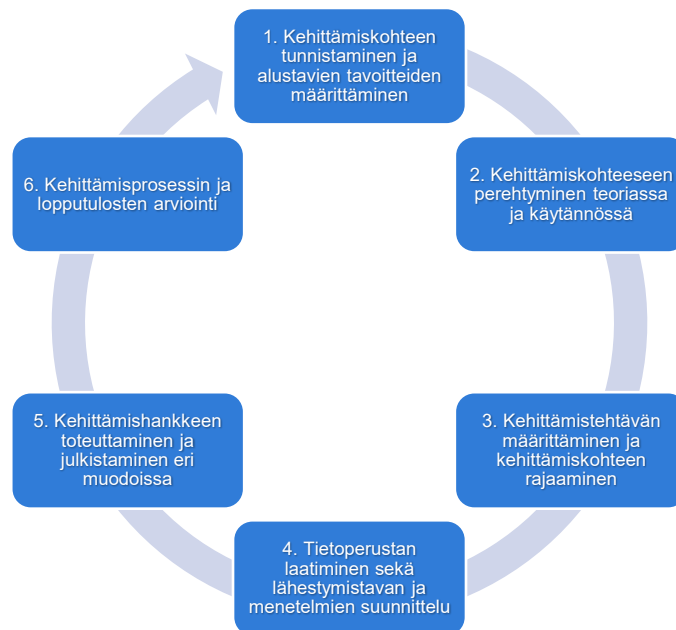 1. Kehittämiskohteen
tunnistaminen ja
alustavien tavoitteiden
määrittäminen
2. Kehittämiskohteeseen
perehtyminen teoriassa
ja käytännössä
3. Kehittämistehtävän
määrittäminen ja
kehittämiskohteen
rajaaminen
4. Tietoperustan
laatiminen sekä
lähestymistavan ja
menetelmien suunnittelu
5. Kehittämishankkeen
toteuttaminen ja
julkistaminen eri
muodoissa
6. Kehittämisprosessin ja
lopputulosten arviointi